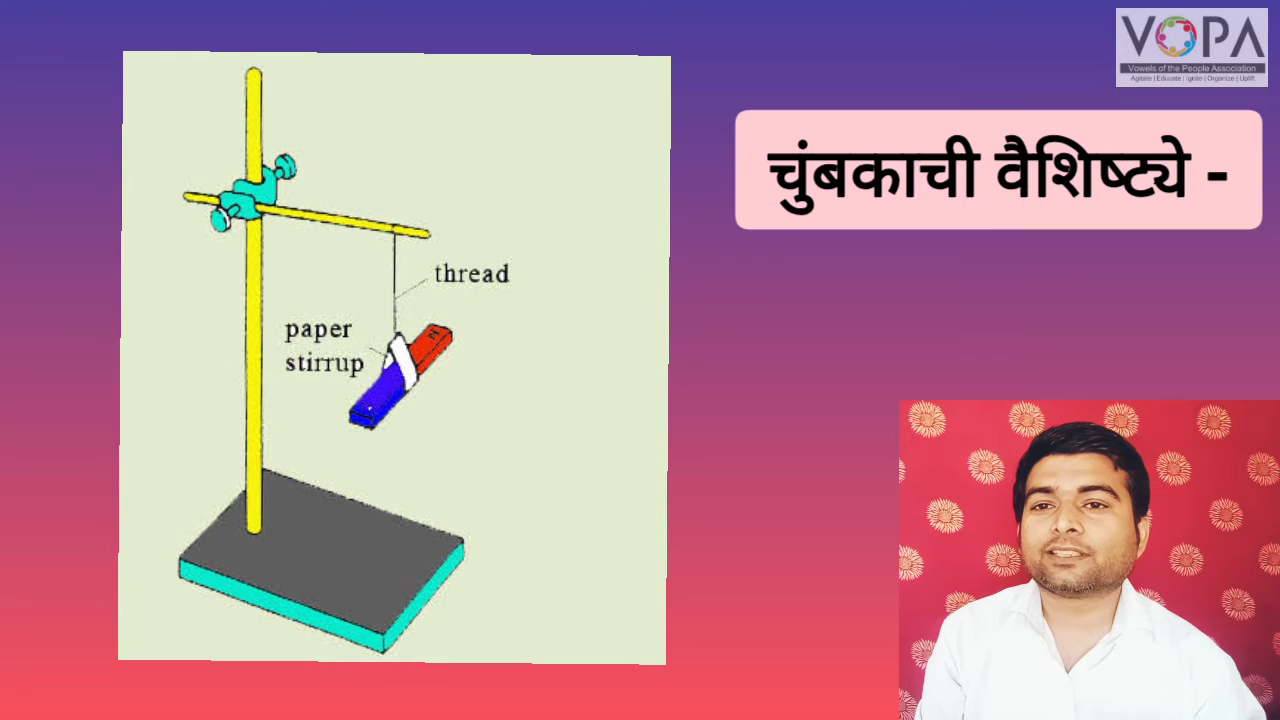 VOPA
Vowels of the People Association
Agitate | Educate | Ignite | Organize | Uplift
चुंबकाची वैशिष्ट्ये -
thread
paper
stirrup
N